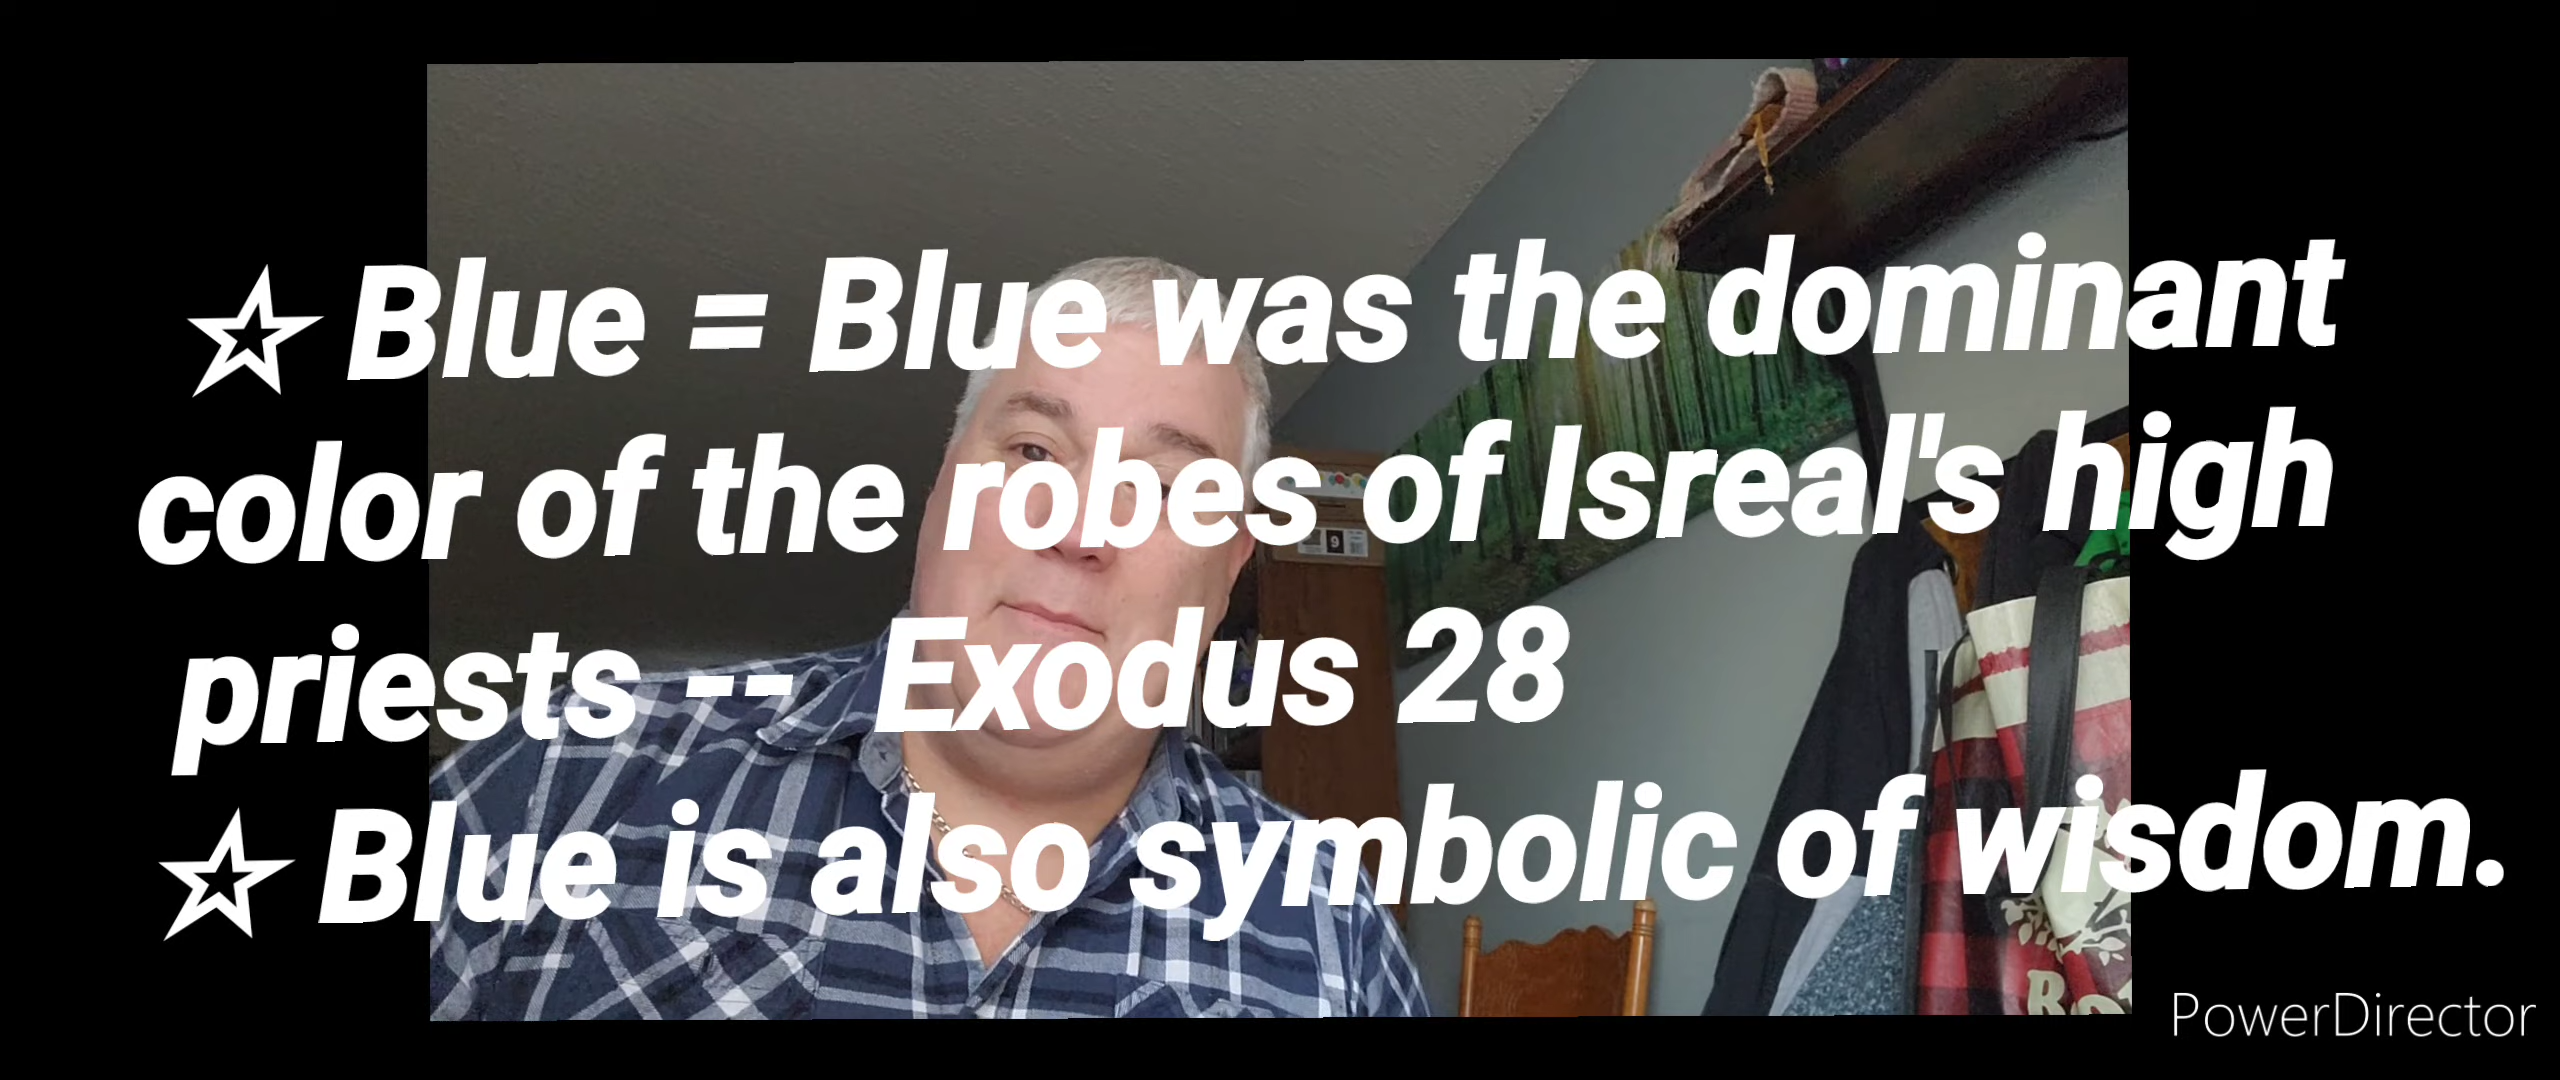 ☆ Blue = Blue was the dominant
color of the robes of Isreal's high
priests -- Exodus 28
☆ Blue is also symbolic of wisdom.
9
PowerDirector